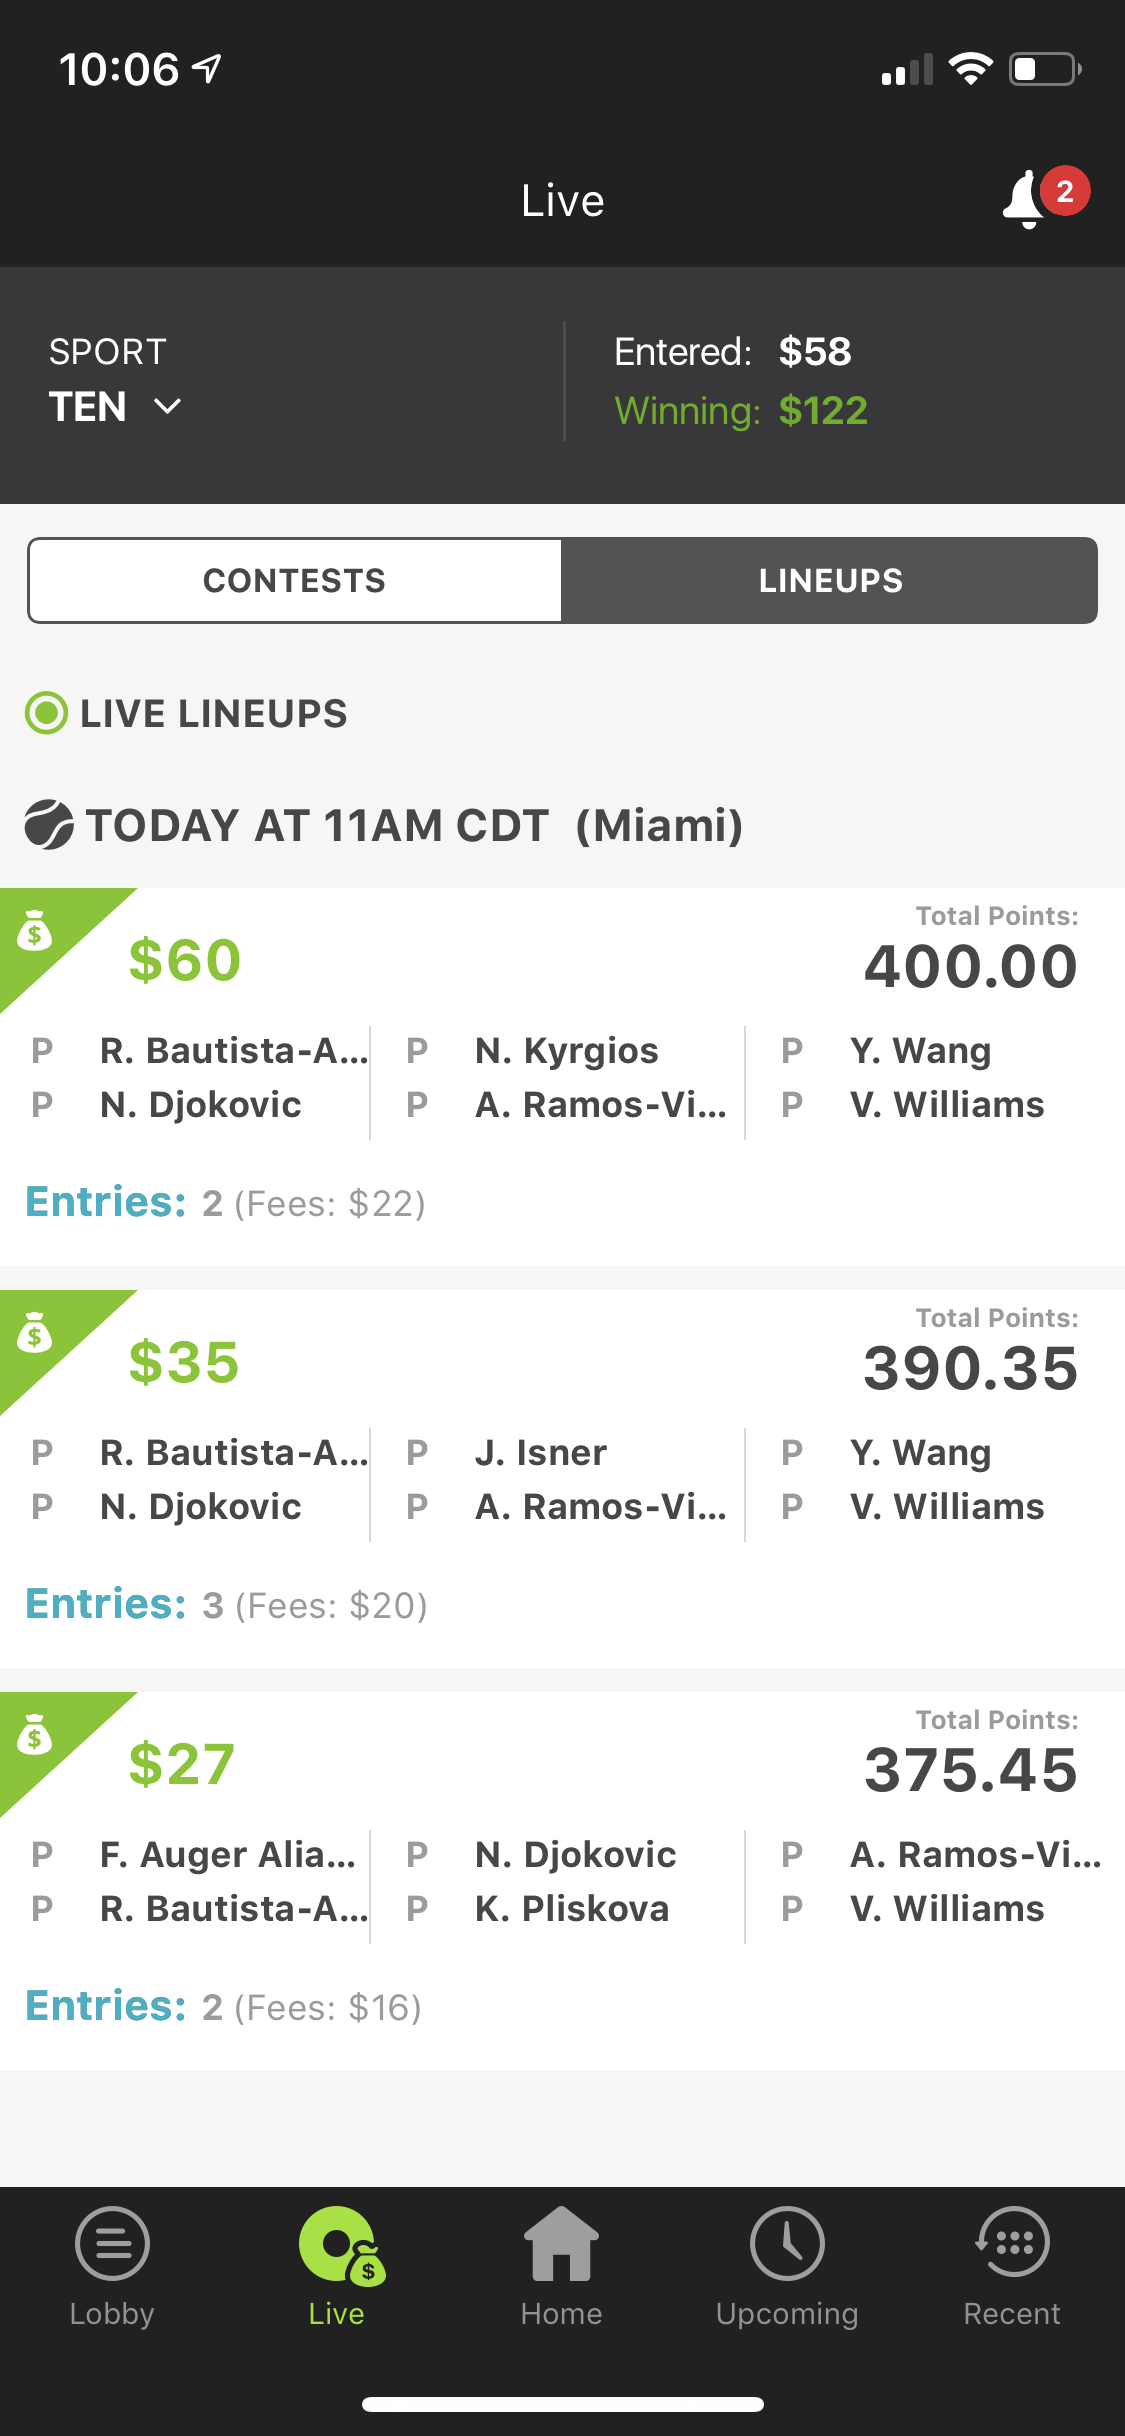 10:06
Live
2
SPORT
TEN
Entered: $58
Winning: $122
CONTESTS
LINEUPS
LIVE LINEUPS
TODAY AT 11AM CDT (Miami)
$60
Total Points:
400.00
P R. Bautista-A... P N. Kyrgios P Y. Wang
P N. Djokovic P A. Ramos-Vi... P V. Williams
Entries: 2 (Fees: $22)
$35
Total Points:
390.35
P R. Bautista-A... P J. Isner P Y. Wang
P N. Djokovic P A. Ramos-Vi... P V. Williams
Entries: 3 (Fees: $20)
$27
Total Points:
375.45
P F. Auger Alia... P N. Djokovic P A. Ramos-Vi...
P R. Bautista-A... P K. Pliskova P V. Williams
Entries: 2 (Fees: $16)
Lobby Live Home Upcoming Recent